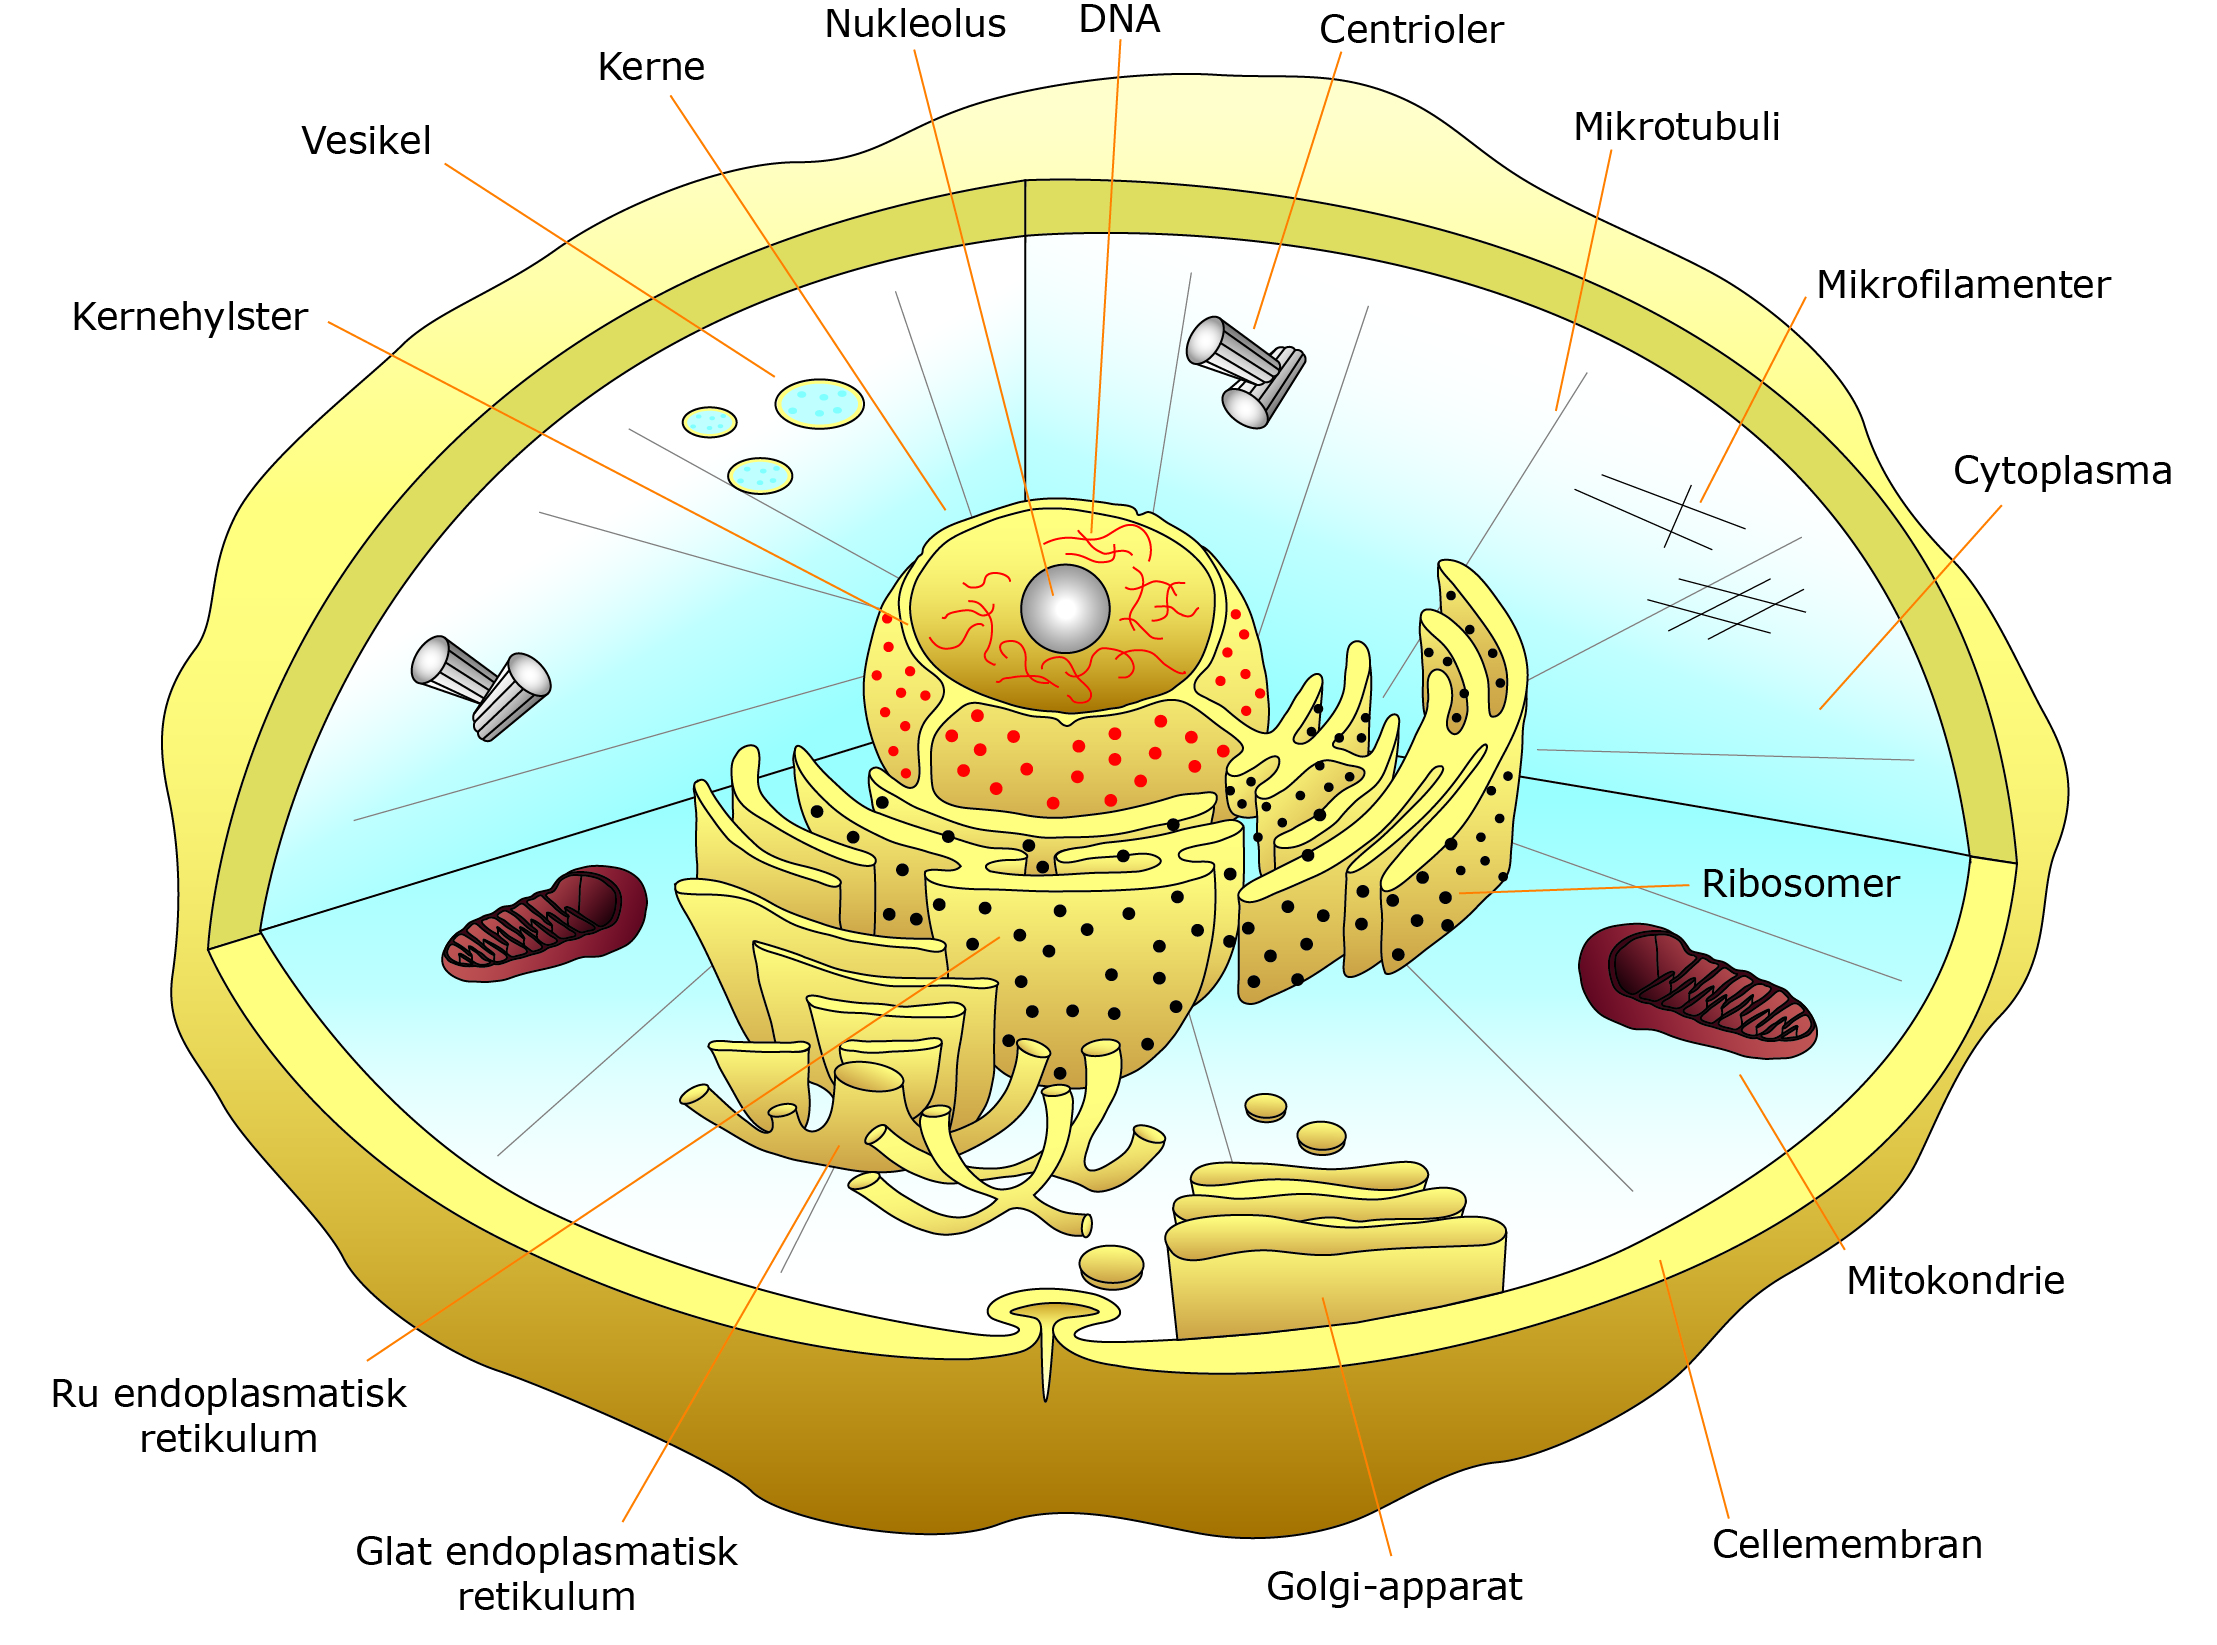 Nukleolus
DNA
Centrioler
Kerne
Vesikel
Mikrotubuli
Mikrofilamenter
Kernehylster
Cytoplasma
Ribosomer
Mitokondrie
Ru endoplasmatisk
retikulum
Glat endoplasmatisk
retikulum
Golgi-apparat
Cellemembran